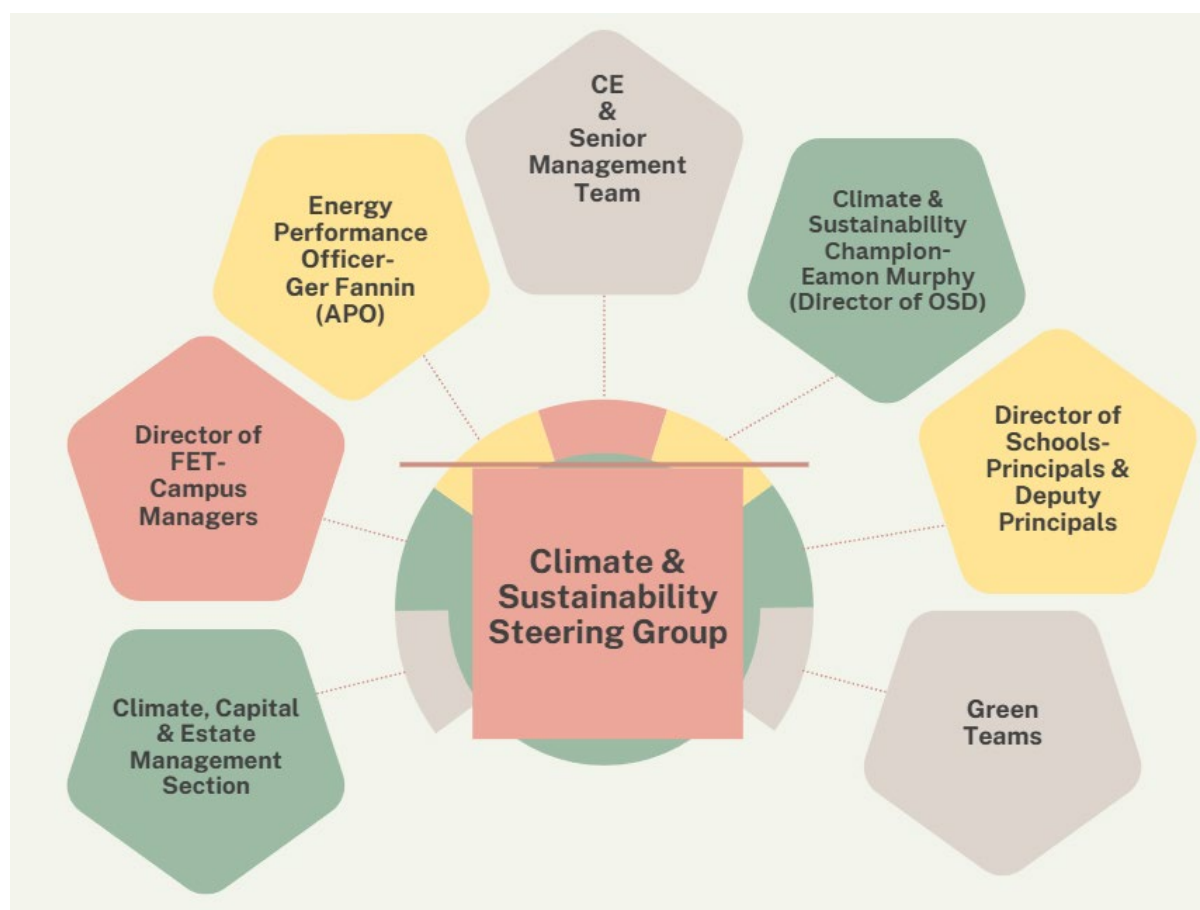 CE
&
Senior
Management
Team
Energy
Performance
Officer-
Ger Fannin
(APO)
Climate &
Sustainability
Champion-
Eamon Murphy
(Director of OSD)
Director of
FET-
Campus
Managers
Director of
Schools-
Principals &
Deputy
Principals
Climate &
Sustainability
Steering Group
Climate, Capital
& Estate
Management
Section
Green
Teams